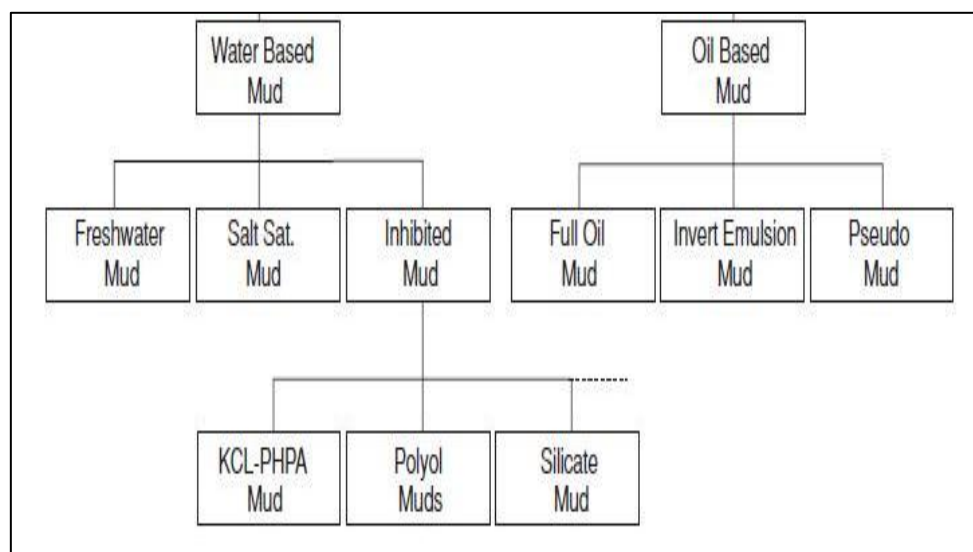 Water Based
Mud
Oil Based
Mud
Freshwater
Mud
Salt Sat.
Mud
Inhibited
Mud
Full Oil
Mud
Invert Emulsion
Mud
Pseudo
Mud
KCL-PHPA
Mud
Polyol
Muds
Silicate
Mud